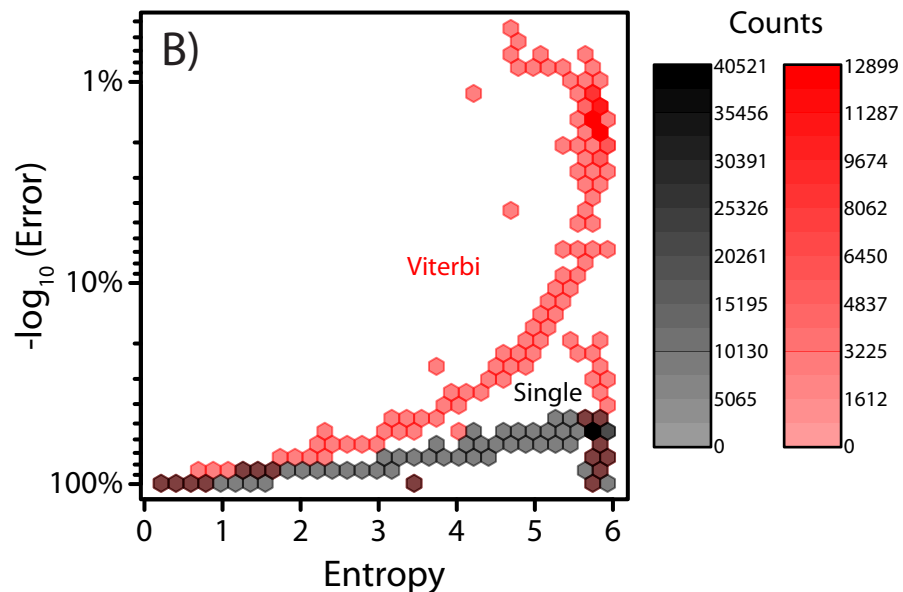 B)
Counts
-log10 (Error)
1%
10%
100%
Viterbi
Single
0 1 2 3 4 5 6
Entropy
40521 12899
35456 11287
30391 9674
25326 8062
20261 6450
15195 4837
10130 3225
5065 1612
0 0